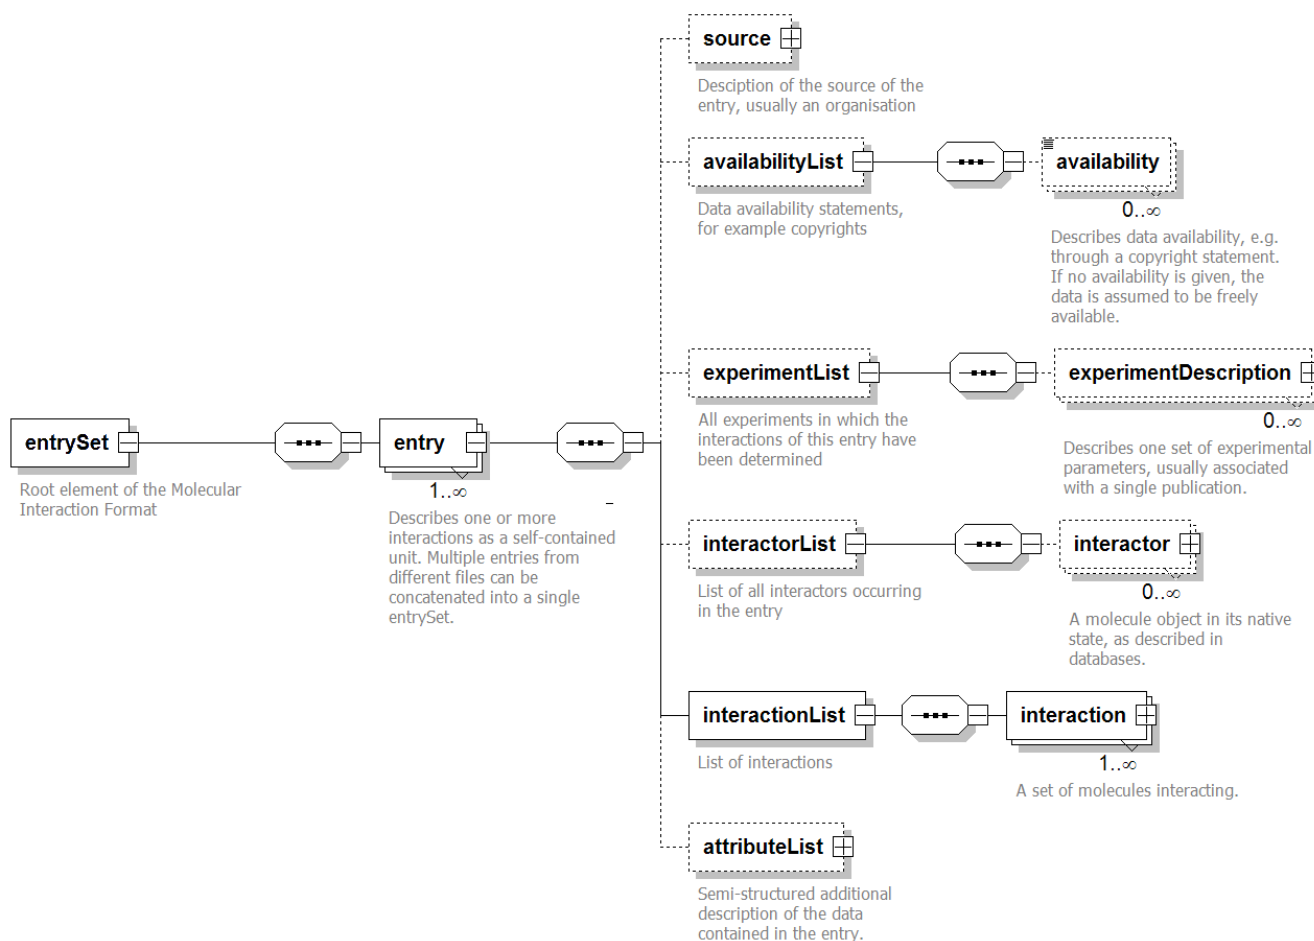 source
Desciption of the source of the
entry, usually an organisation
availabilityList
Data availability statements,
for example copyrights
availability
0..∞
Describes data availability, e.g.
through a copyright statement.
If no availability is given, the
data is assumed to be freely
available.
experimentList
All experiments in which the
interactions of this entry have
been determined
experimentDescription
0..∞
Describes one set of experimental
parameters, usually associated
with a single publication.
entrySet
Root element of the Molecular
Interaction Format
entry
1..∞
Describes one or more
interactions as a self-contained
unit. Multiple entries from
different files can be
concatenated into a single
entrySet.
interactorList
List of all interactors occurring
in the entry
interactor
0..∞
A molecule object in its native
state, as described in
databases.
interactionList
List of interactions
interaction
1..∞
A set of molecules interacting.
attributeList
Semi-structured additional
description of the data
contained in the entry.